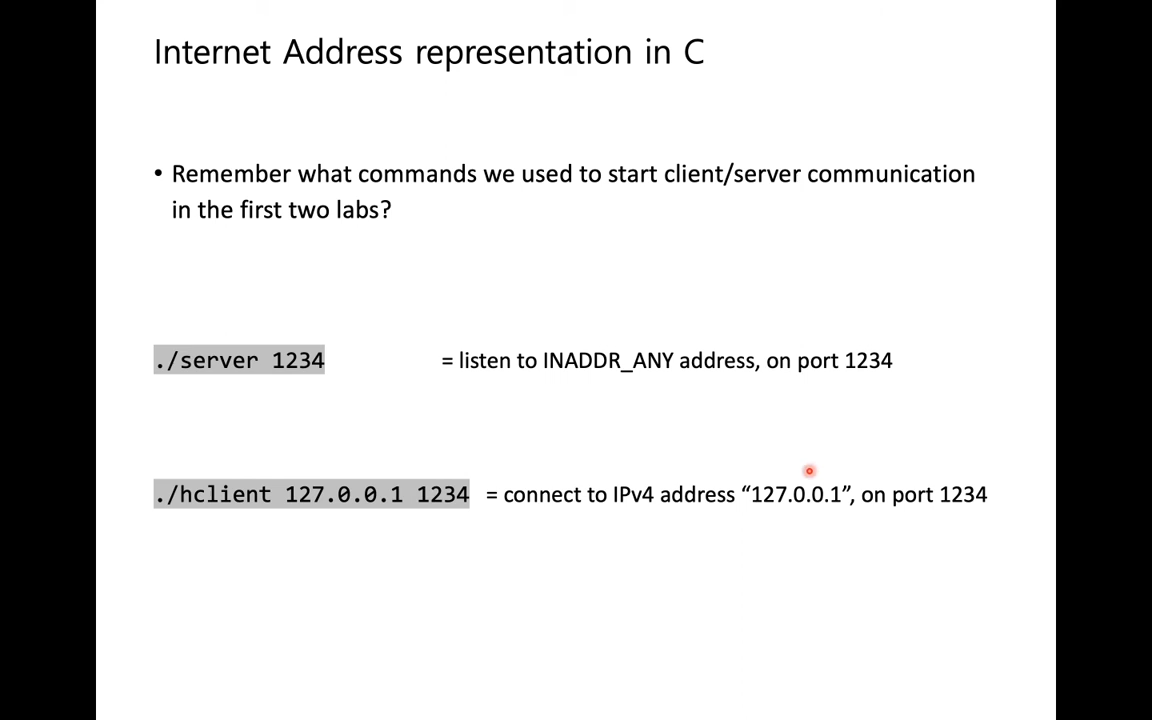 Internet Address representation in C
• Remember what commands we used to start client/server communication
in the first two labs?
./server 1234 = listen to INADDR_ANY address, on port 1234
./hclient 127.0.0.1 1234 = connect to IPv4 address “127.0.0.1”, on port 1234